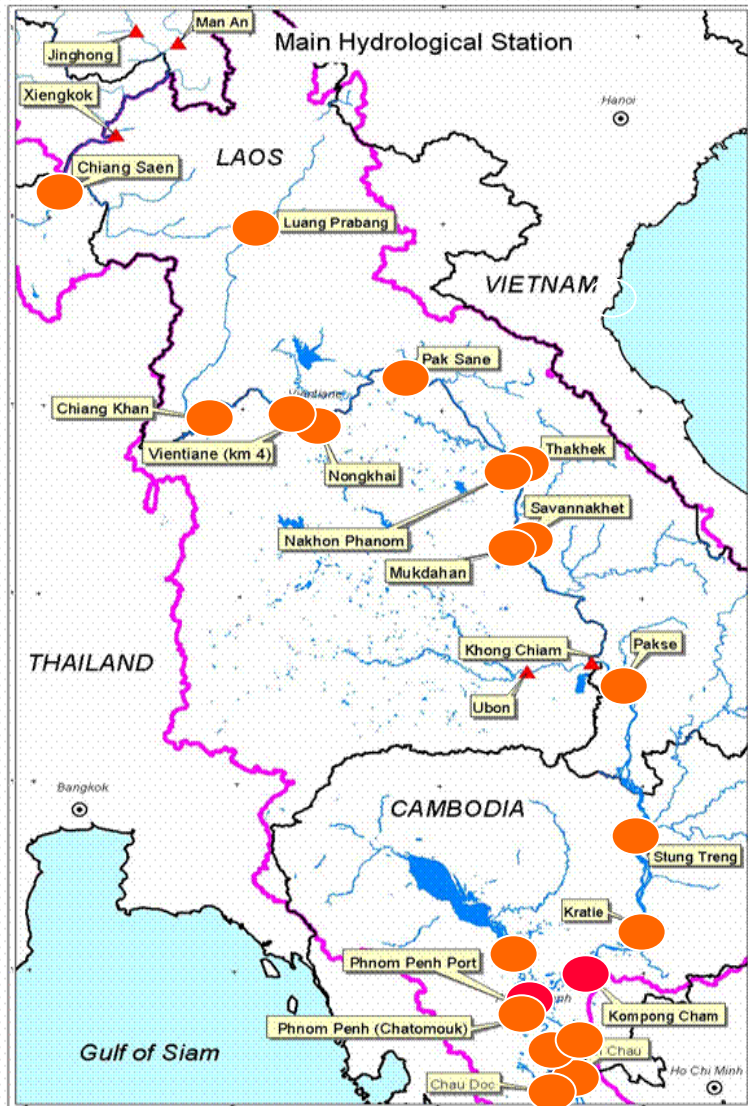 Main Hydrological Station
Man An
Jinghong
Xiengkok
Hanoi
LAOS
Chiang Saen
Luang Prabang
VIETNAM
Pak Sane
Vientiane
Chiang Khan
Vientiane (km 4)
Nongkhai
Thakhek
Savannakhet
Nakhon Phanom
Mukdahan
Khong Chiam
Pakse
THAILAND
Ubon
Bangkok
CAMBODIA
Stung Treng
Kratie
Phnom Penh Port
Kompong Cham
Phnom Penh (Chatomouk)
Gulf of Siam
Chau
Ho Chi Minh
Chau Doc